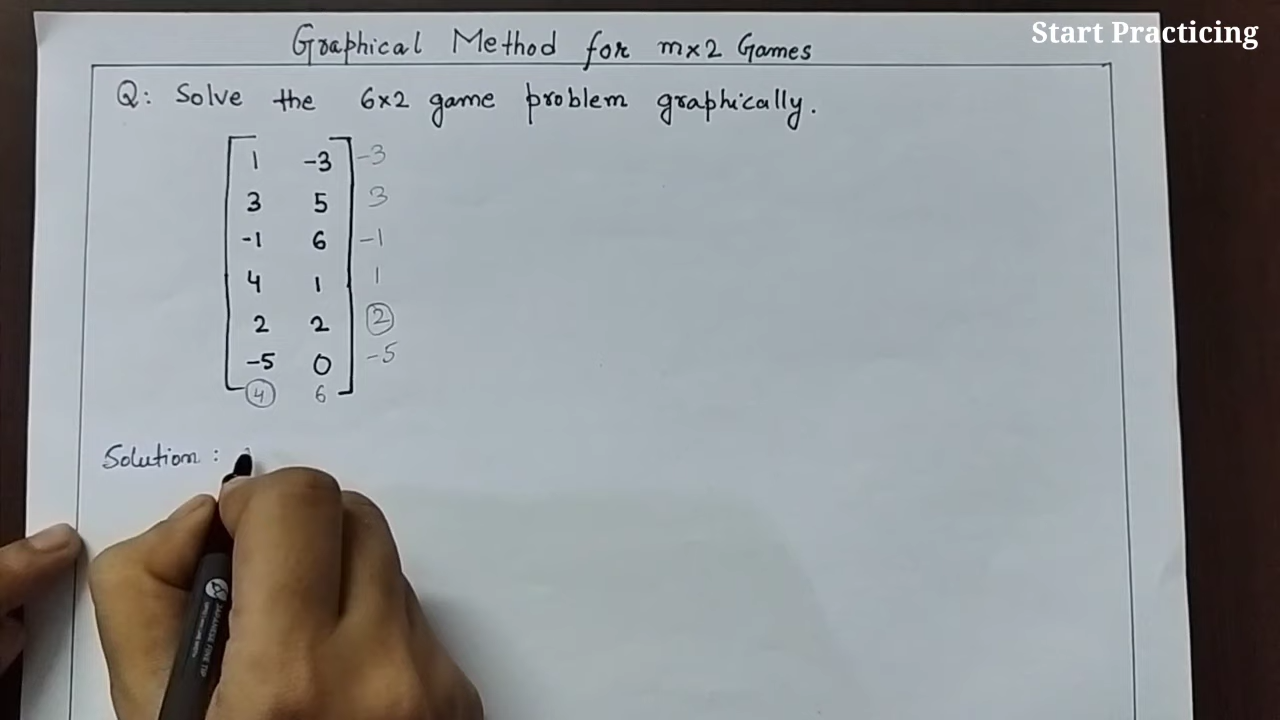 Start Practicing
Graphical Method for m×2 Games
Q: Solve the 6×2 game problem graphically.
1 -3 -3
3 5 3
-1 6 -1
4 1 1
2 2 2
-5 0 -5
4 6
Solution :